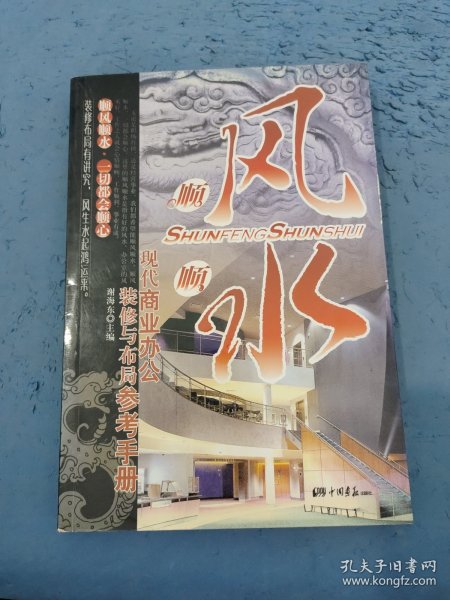 顺风顺水
SHUNFENGSHUNSHUI
现代商业办公
装修与布局参考手册
谢海东◎主编
顺风顺水·一切都会顺心
装修布局有讲究，风生水起鸿运来。
中国画报出版社
孔夫子旧书网
www.kongfz.com